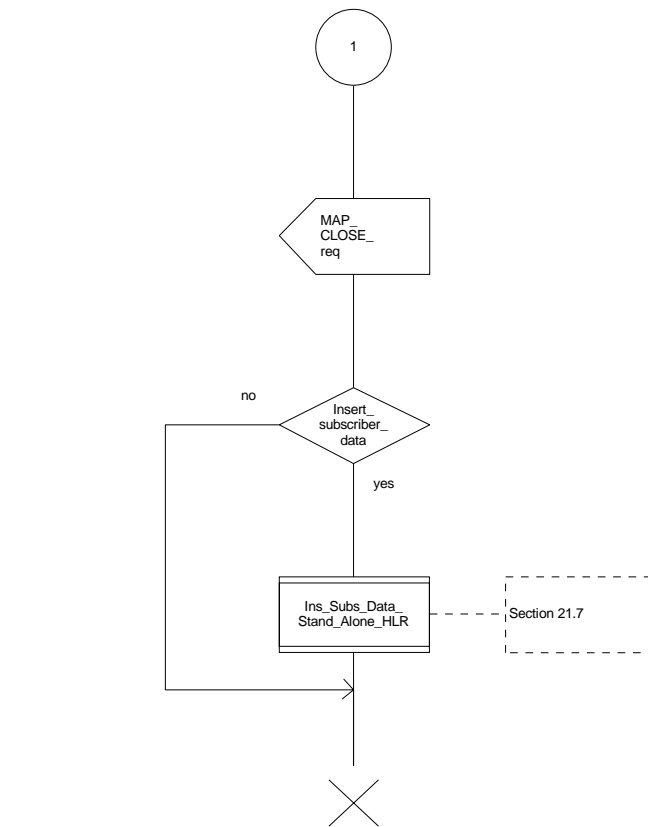 1
MAP_
CLOSE_
req
no
Insert_
subscriber_
data
yes
Ins_Subs_Data_
Stand_Alone_HLR
Section 21.7